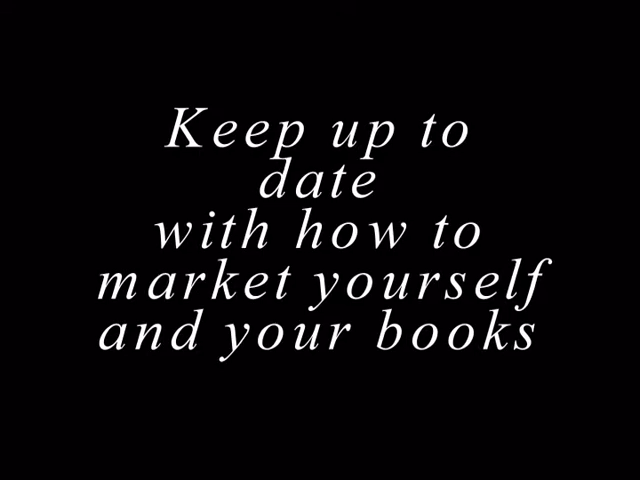 Keep up to
date
with how to
market yourself
and your books